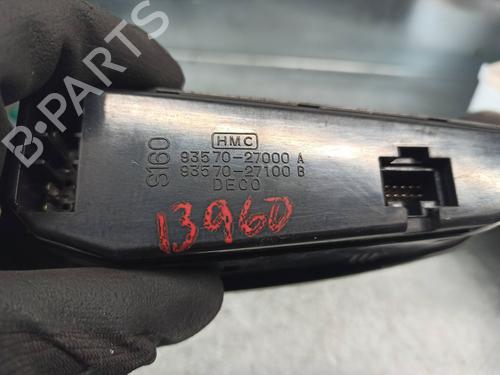 B-PARTS
HMC
S160
93570-27000 A
93570-27100 B
DECO
13960